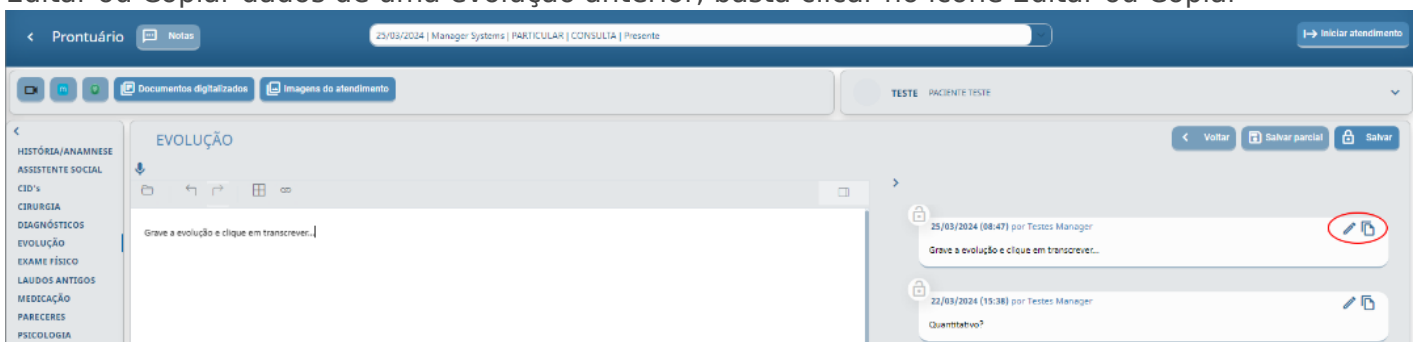 Editar ou Copiar dados de uma evolução anterior, basta clicar no ícone Editar ou Copiar
Prontuário
Notas
25/03/2024 | Manager Systems | PARTICULAR | CONSULTA | Presente
Iniciar atendimento
Documentos digitalizados
Imagens do atendimento
TESTE PACIENTE TESTE
HISTÓRIA/ANAMNESE
ASSISTENTE SOCIAL
CID's
CIRURGIA
DIAGNÓSTICOS
EVOLUÇÃO
EXAME FÍSICO
LAUDOS ANTIGOS
MEDICAÇÃO
PARECERES
PSICOLOGIA
EVOLUÇÃO
Grave a evolução e clique em transcrever...
Voltar
Salvar parcial
Salvar
25/03/2024 (08:47) por Testes Manager
Grave a evolução e clique em transcrever...
22/03/2024 (15:38) por Testes Manager
Quantitativo?